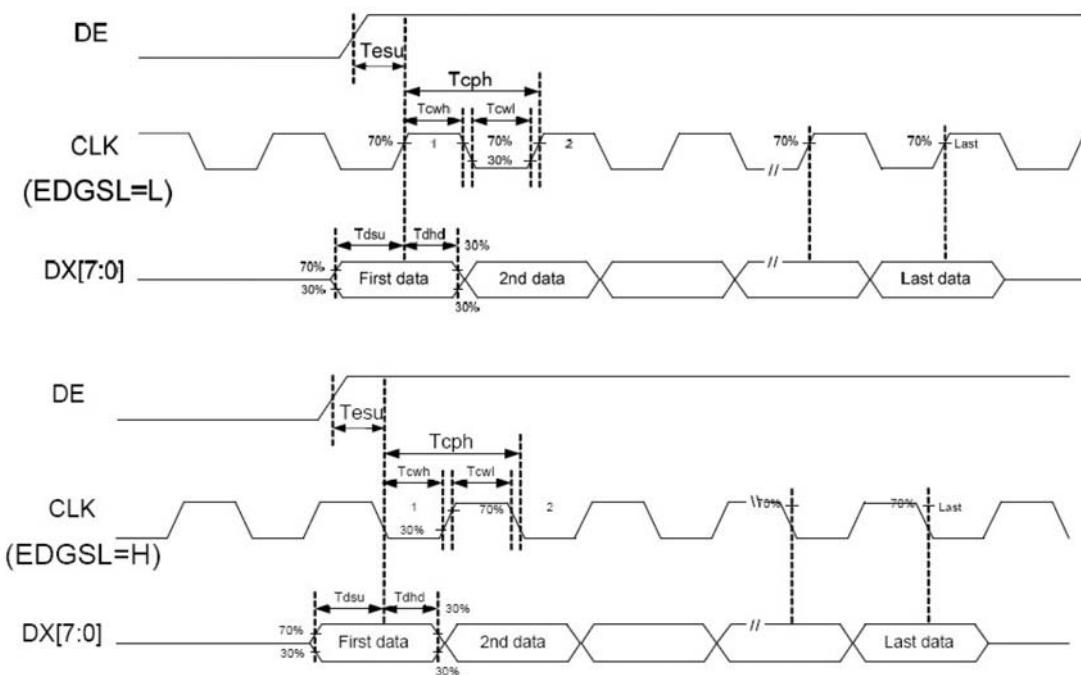 DE
Tesu
Tcph
Tcwh Tcwl
CLK 70% 1 70% 2 70% 70% Last
30%
(EDGSL=L)
//
Tdsu Tdhd 30%
DX[7:0] 70% First data 2nd data // Last data
30% 30%
DE
Tesu
Tcph
Tcwh Tcwl
CLK 1 70% 2 \\ 70% 70% Last
30%
(EDGSL=H)
Tdsu Tdhd 30%
DX[7:0] 70% First data 2nd data // Last data
30% 30%